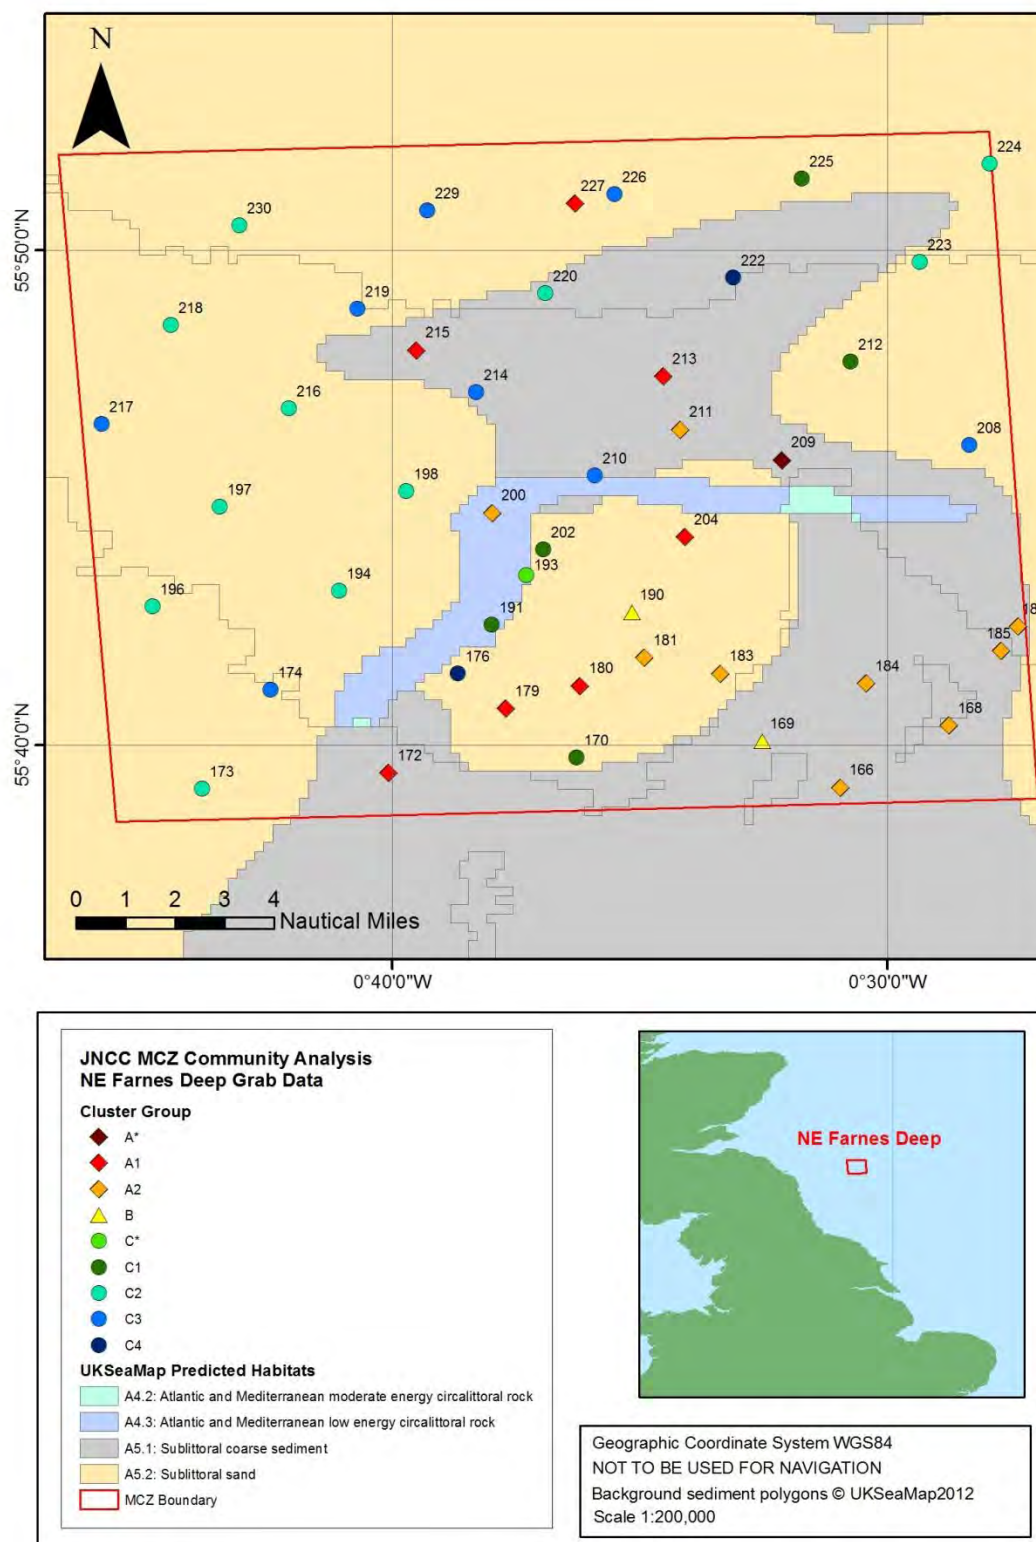 N
224
225
226
227
229
230
223
222
220
219
218
215
213
212
214
216
217
211
208
209
210
198
197
200
204
202
193
194
196
190
18
191
181
185
176
183
184
180
174
179
168
170
169
172
166
173
55°50'0"N
55°40'0"N
0 1 2 3 4
Nautical Miles
0°40'0"W 0°30'0"W
JNCC MCZ Community Analysis
NE Farnes Deep Grab Data
Cluster Group
A*
A1
A2
B
C*
C1
C2
C3
C4
UKSeaMap Predicted Habitats
A4.2: Atlantic and Mediterranean moderate energy circalittoral rock
A4.3: Atlantic and Mediterranean low energy circalittoral rock
A5.1: Sublittoral coarse sediment
A5.2: Sublittoral sand
MCZ Boundary
NE Farnes Deep
Geographic Coordinate System WGS84
NOT TO BE USED FOR NAVIGATION
Background sediment polygons © UKSeaMap2012
Scale 1:200,000